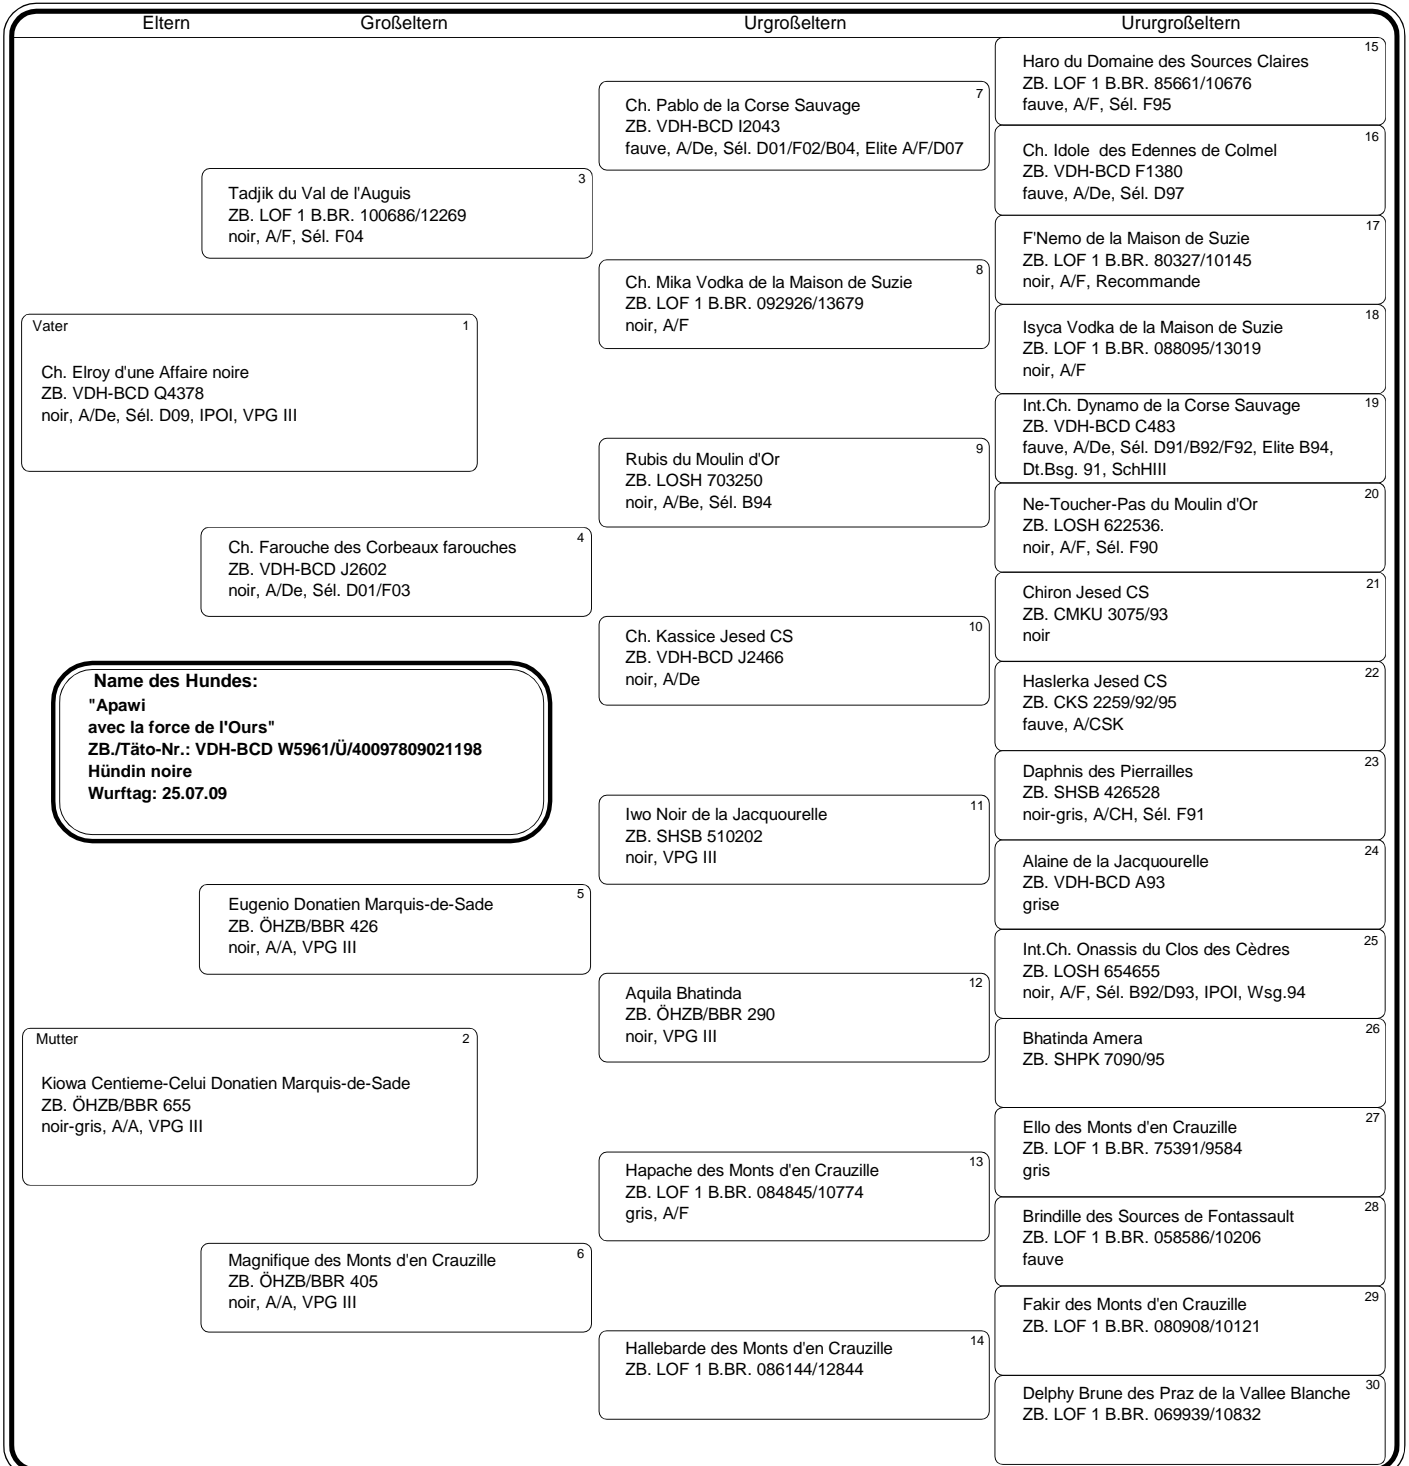 Eltern
Großeltern
Urgroßeltern
Ururgroßeltern
Vater
1
Ch. Elroy d'une Affaire noire
ZB. VDH-BCD Q4378
noir, A/De, Sél. D09, IPOI, VPG III
Name des Hundes:
"Apawi
avec la force de l'Ours"
ZB./Täto-Nr.: VDH-BCD W5961/Ü/40097809021198
Hündin noire
Wurftag: 25.07.09
Mutter
2
Kiowa Centieme-Celui Donatien Marquis-de-Sade
ZB. ÖHZB/BBR 655
noir-gris, A/A, VPG III
3
Tadjik du Val de l'Auguis
ZB. LOF 1 B.BR. 100686/12269
noir, A/F, Sél. F04
4
Ch. Farouche des Corbeaux farouches
ZB. VDH-BCD J2602
noir, A/De, Sél. D01/F03
5
Eugenio Donatien Marquis-de-Sade
ZB. ÖHZB/BBR 426
noir, A/A, VPG III
6
Magnifique des Monts d'en Crauzille
ZB. ÖHZB/BBR 405
noir, A/A, VPG III
7
Ch. Pablo de la Corse Sauvage
ZB. VDH-BCD I2043
fauve, A/De, Sél. D01/F02/B04, Elite A/F/D07
8
Ch. Mika Vodka de la Maison de Suzie
ZB. LOF 1 B.BR. 092926/13679
noir, A/F
9
Rubis du Moulin d'Or
ZB. LOSH 703250
noir, A/Be, Sél. B94
10
Ch. Kassice Jesed CS
ZB. VDH-BCD J2466
noir, A/De
11
Iwo Noir de la Jacquourelle
ZB. SHSB 510202
noir, VPG III
12
Aquila Bhatinda
ZB. ÖHZB/BBR 290
noir, VPG III
13
Hapache des Monts d'en Crauzille
ZB. LOF 1 B.BR. 084845/10774
gris, A/F
14
Hallebarde des Monts d'en Crauzille
ZB. LOF 1 B.BR. 086144/12844
15
Haro du Domaine des Sources Claires
ZB. LOF 1 B.BR. 85661/10676
fauve, A/F, Sél. F95
16
Ch. Idole  des Edennes de Colmel
ZB. VDH-BCD F1380
fauve, A/De, Sél. D97
17
F'Nemo de la Maison de Suzie
ZB. LOF 1 B.BR. 80327/10145
noir, A/F, Recommande
18
Isyca Vodka de la Maison de Suzie
ZB. LOF 1 B.BR. 088095/13019
noir, A/F
19
Int.Ch. Dynamo de la Corse Sauvage
ZB. VDH-BCD C483
fauve, A/De, Sél. D91/B92/F92, Elite B94,
Dt.Bsg. 91, SchHIII
20
Ne-Toucher-Pas du Moulin d'Or
ZB. LOSH 622536.
noir, A/F, Sél. F90
21
Chiron Jesed CS
ZB. CMKU 3075/93
noir
22
Haslerka Jesed CS
ZB. CKS 2259/92/95
fauve, A/CSK
23
Daphnis des Pierrailles
ZB. SHSB 426528
noir-gris, A/CH, Sél. F91
24
Alaine de la Jacquourelle
ZB. VDH-BCD A93
grise
25
Int.Ch. Onassis du Clos des Cèdres
ZB. LOSH 654655
noir, A/F, Sél. B92/D93, IPOI, Wsg.94
26
Bhatinda Amera
ZB. SHPK 7090/95
27
Ello des Monts d'en Crauzille
ZB. LOF 1 B.BR. 75391/9584
gris
28
Brindille des Sources de Fontassault
ZB. LOF 1 B.BR. 058586/10206
fauve
29
Fakir des Monts d'en Crauzille
ZB. LOF 1 B.BR. 080908/10121
30
Delphy Brune des Praz de la Vallee Blanche
ZB. LOF 1 B.BR. 069939/10832